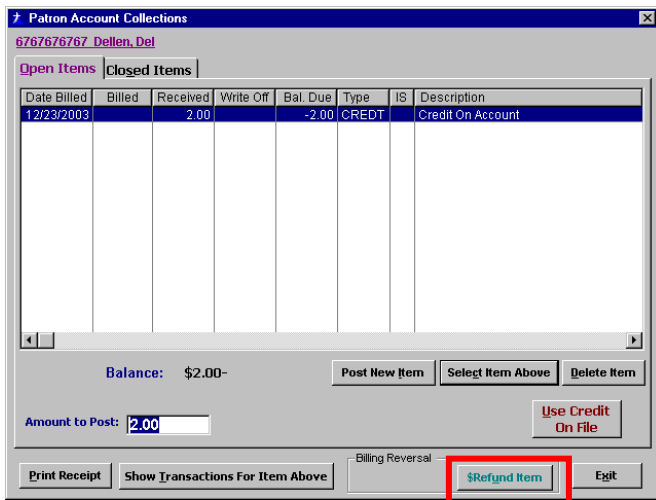 Patron Account Collections
6767676767 Dellen, Del
Open Items Closed Items
Date Billed Billed Received Write Off Bal. Due Type IS Description
12/23/2003 2.00 -2.00 CREDT Credit On Account
Balance: $2.00-
Post New Item Select Item Above Delete Item
Amount to Post: 2.00
Use Credit
On File
Billing Reversal
Print Receipt Show Transactions For Item Above $Refund Item Exit